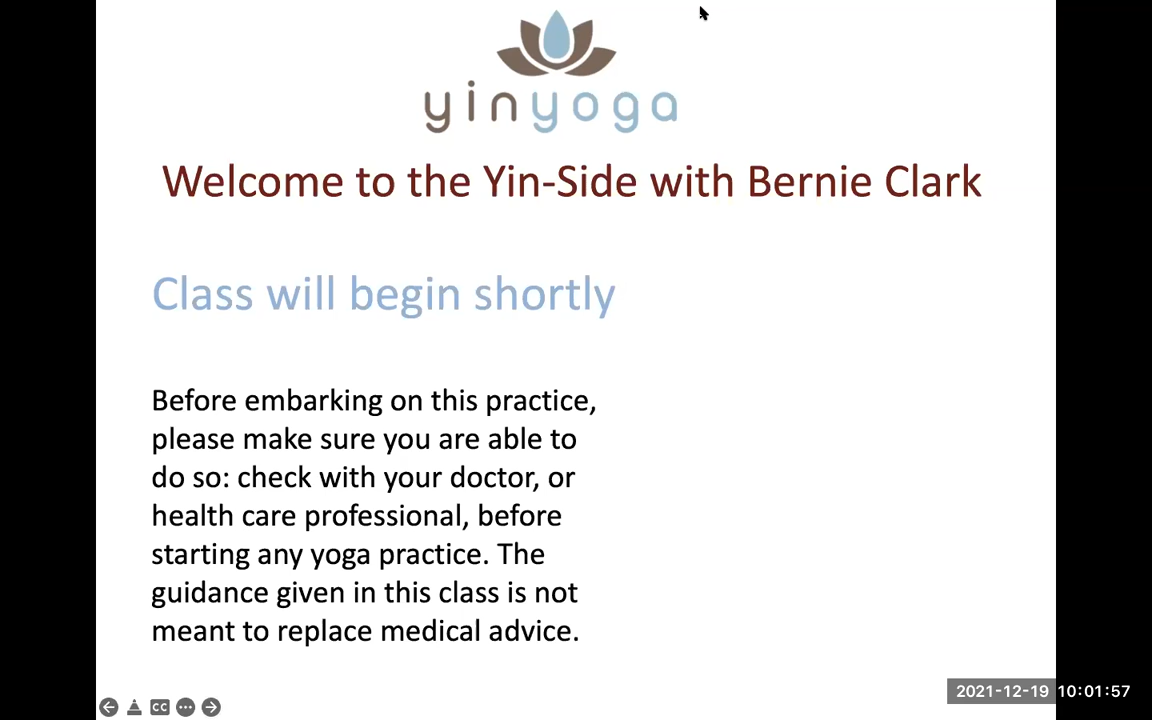 yinyoga
Welcome to the Yin-Side with Bernie Clark
Class will begin shortly
Before embarking on this practice,
please make sure you are able to
do so: check with your doctor, or
health care professional, before
starting any yoga practice. The
guidance given in this class is not
meant to replace medical advice.
CC
2021-12-19 10:01:57